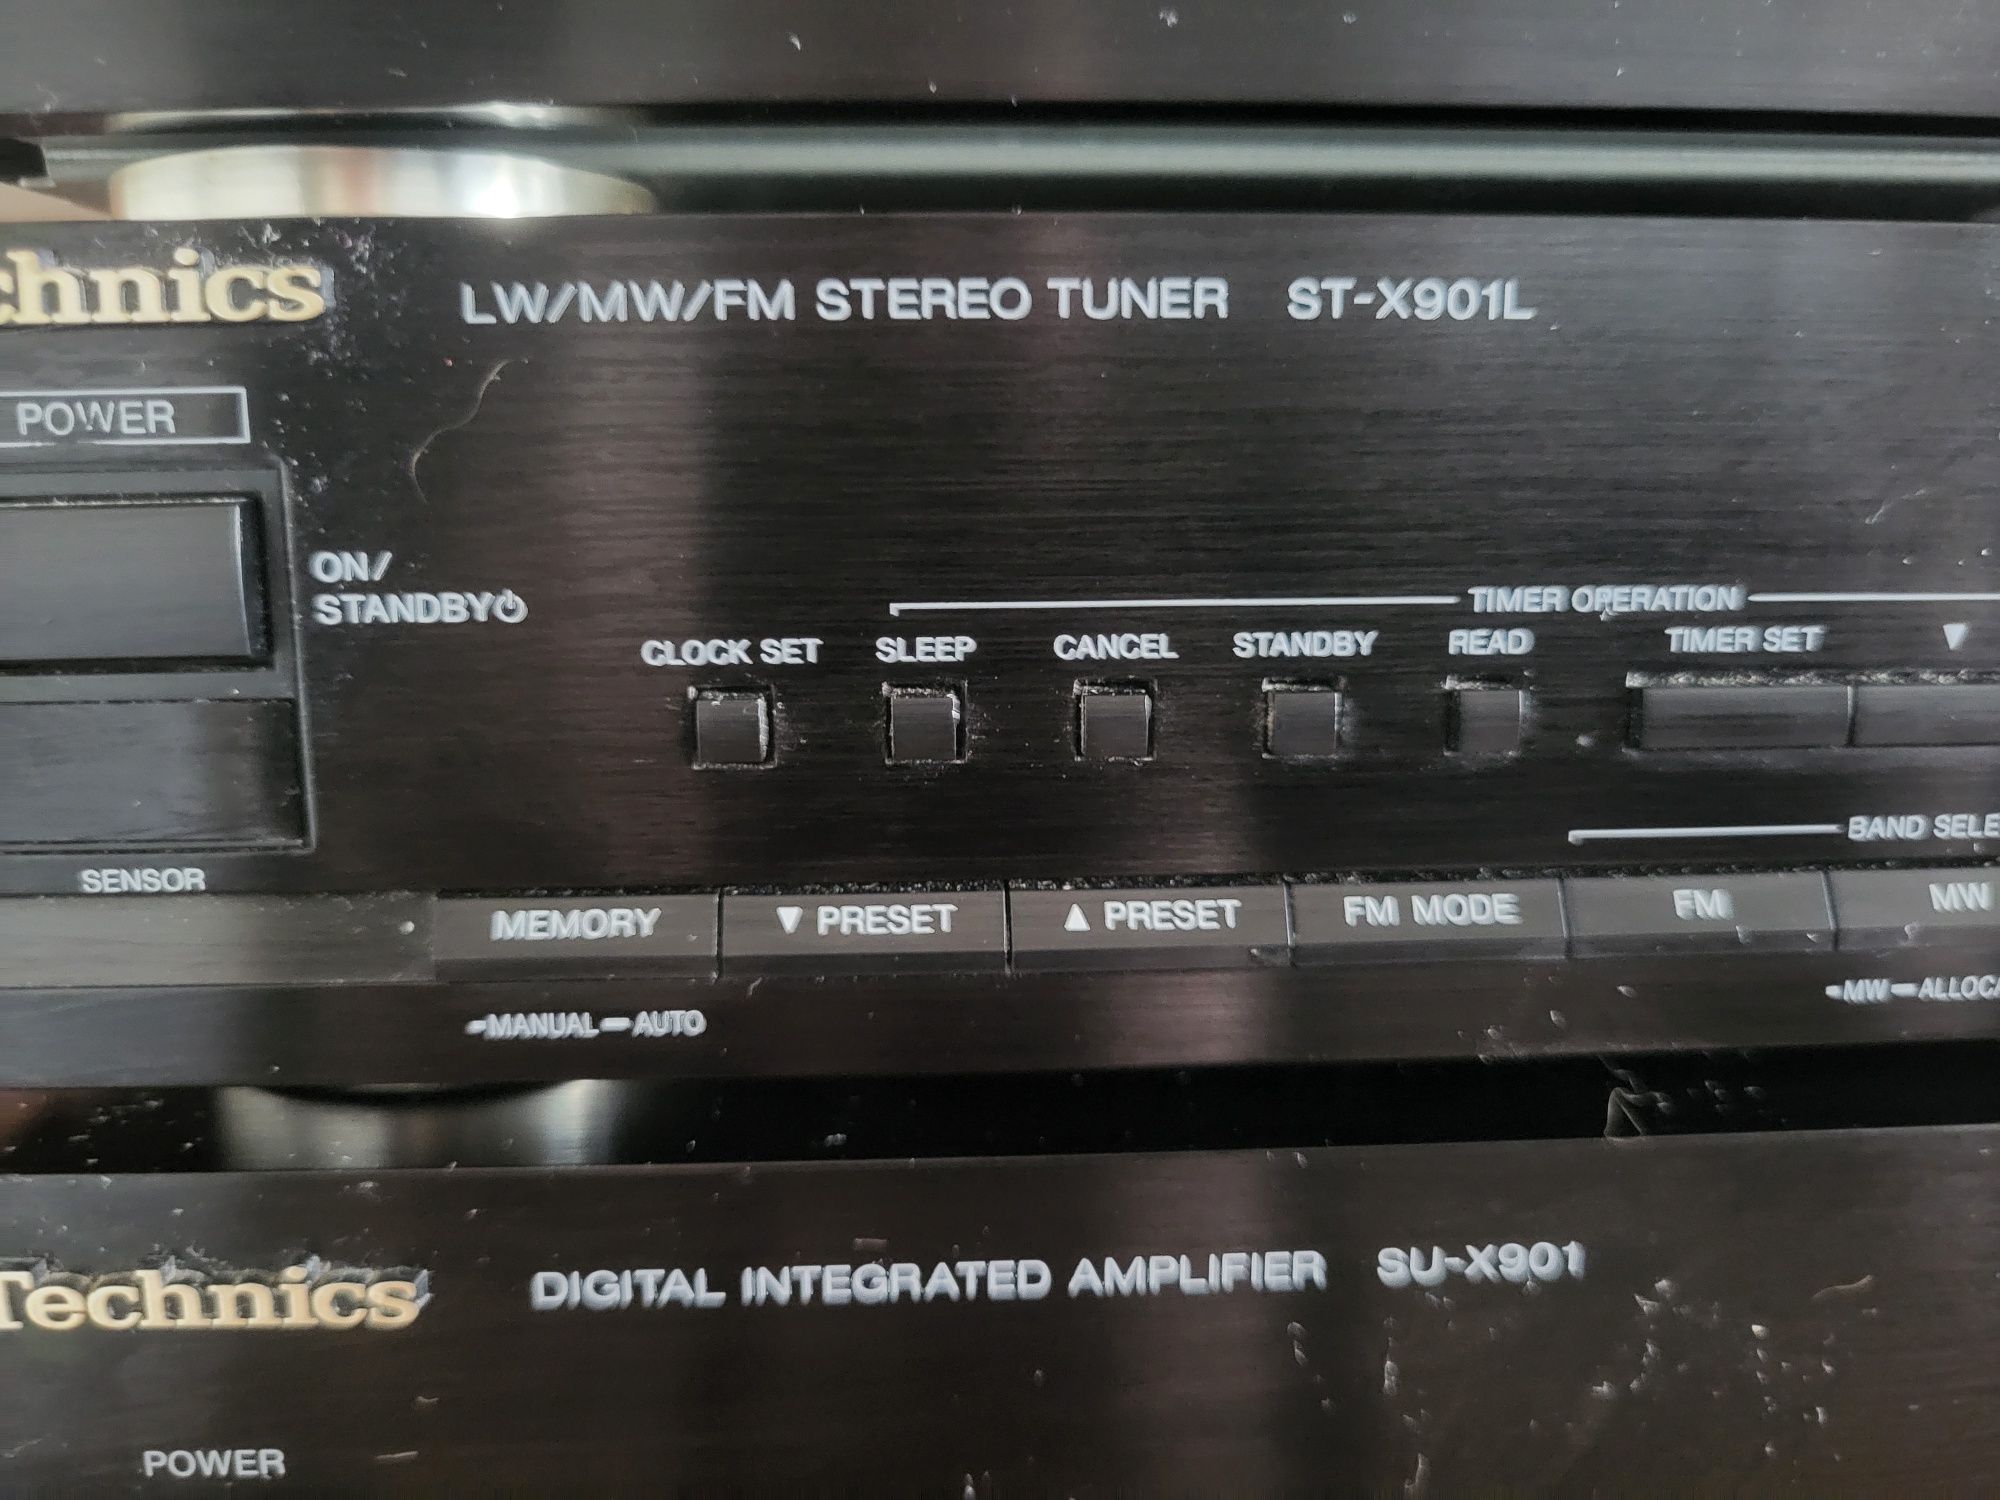 chnics LW/MW/FM STEREO TUNER ST-X901L
POWER
ON/
STANDBY
TIMER OPERATION
CLOCK SET SLEEP CANCEL STANDBY READ TIMER SET ▼
BAND SELE
SENSOR
MEMORY ▼ PRESET ▲ PRESET FM MODE FM MW
-MANUAL — AUTO
-MW — ALLOCA
Technics DIGITAL INTEGRATED AMPLIFIER SU-X901
POWER